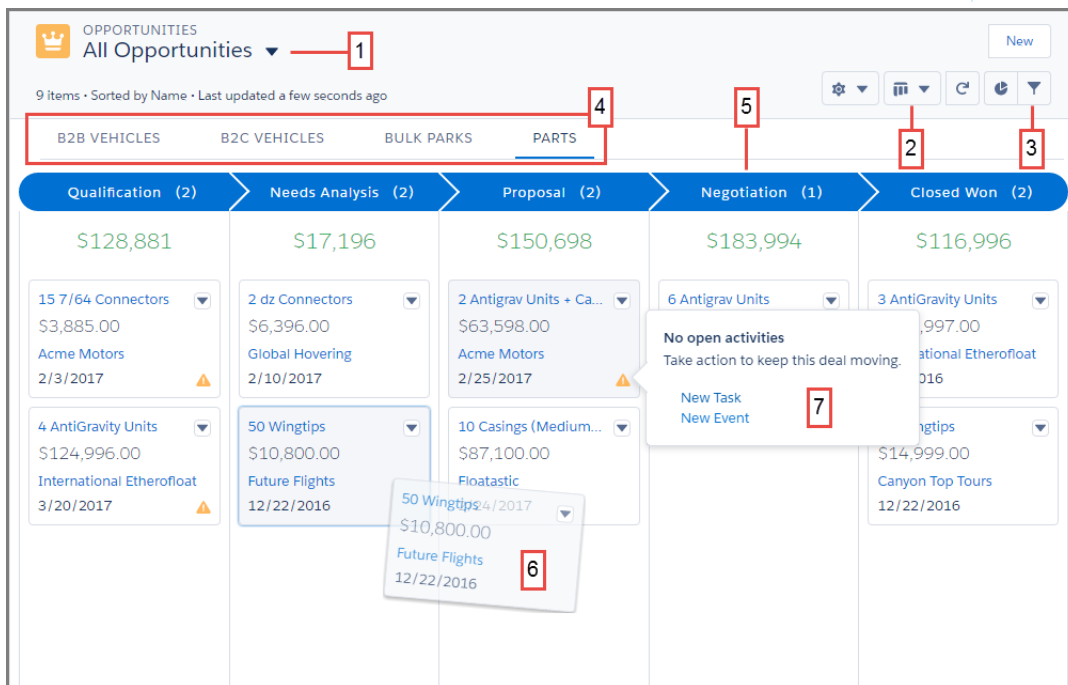 OPPORTUNITIES
All Opportunities
1
New
9 items • Sorted by Name • Last updated a few seconds ago
4
5
2
3
B2B VEHICLES B2C VEHICLES BULK PARKS PARTS
Qualification (2) Needs Analysis (2) Proposal (2) Negotiation (1) Closed Won (2)
$128,881 $17,196 $150,698 $183,994 $116,996
15 7/64 Connectors
$3,885.00
Acme Motors
2/3/2017
4 AntiGravity Units
$124,996.00
International Etherofloat
3/20/2017
2 dz Connectors
$6,396.00
Global Hovering
2/10/2017
50 Wingtips
$10,800.00
Future Flights
12/22/2016
2 Antigrav Units + Ca...
$63,598.00
Acme Motors
2/25/2017
10 Casings (Medium...
$87,100.00
Floatastic
24/2017
50 Wingtips
$10,800.00
Future Flights
12/22/2016
6
6 Antigrav Units
No open activities
Take action to keep this deal moving.
New Task
New Event
7
3 AntiGravity Units
,997.00
ational Etherofloat
016
ngtips
$14,999.00
Canyon Top Tours
12/22/2016